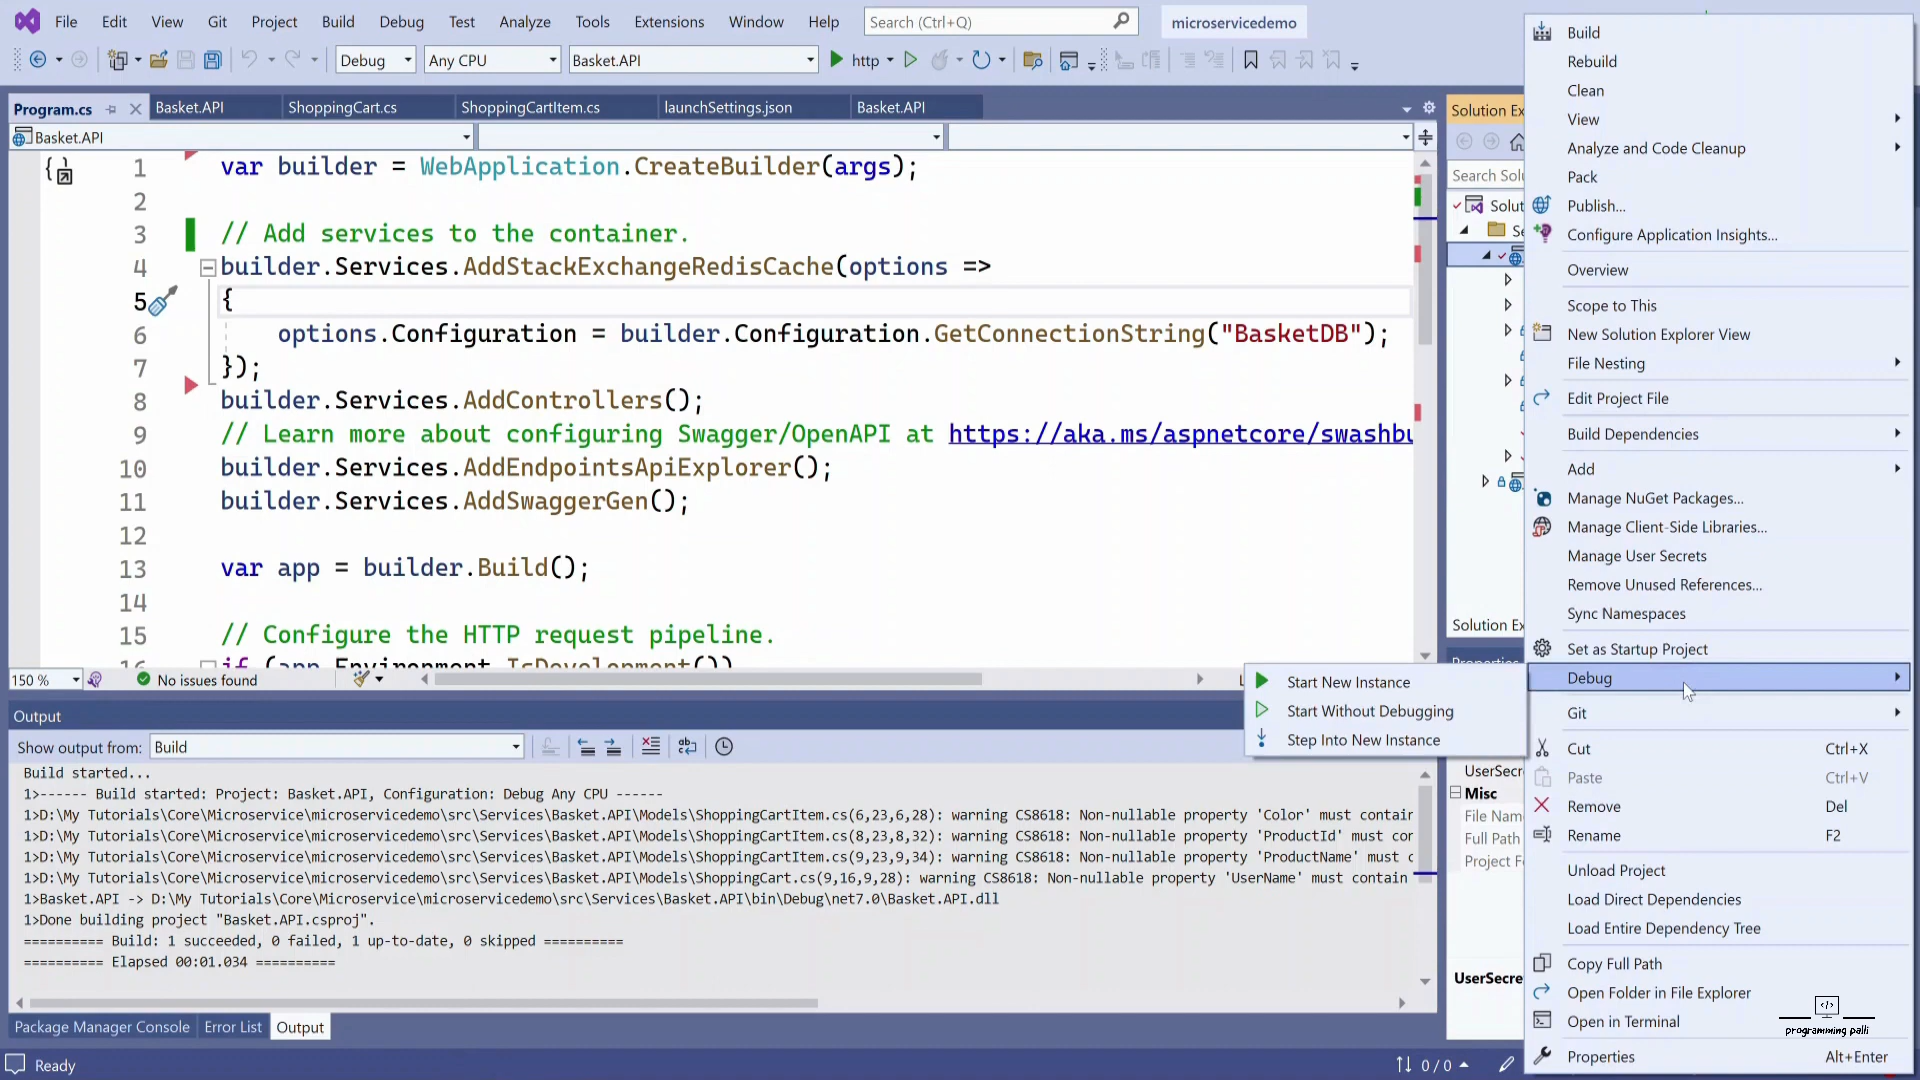 File Edit View Git Project Build Debug Test Analyze Tools Extensions Window Help Search (Ctrl+Q) microservicedemo
Debug Any CPU Basket.API http
Program.cs Basket.API ShoppingCart.cs ShoppingCartItem.cs launchSettings.json Basket.API
Basket.API
1 var builder = WebApplication.CreateBuilder(args);
2
3 // Add services to the container.
4 builder.Services.AddStackExchangeRedisCache(options =>
5 {
6 options.Configuration = builder.Configuration.GetConnectionString("BasketDB");
7 });
8 builder.Services.AddControllers();
9 // Learn more about configuring Swagger/OpenAPI at https://aka.ms/aspnetcore/swashbu
10 builder.Services.AddEndpointsApiExplorer();
11 builder.Services.AddSwaggerGen();
12
13 var app = builder.Build();
14
15 // Configure the HTTP request pipeline.
16 if (app.Environment.IsDevelopment())
150 % No issues found
Output
Show output from: Build
Build started...
1>------ Build started: Project: Basket.API, Configuration: Debug Any CPU ------
1>D:\My Tutorials\Core\Microservice\microservicedemo\src\Services\Basket.API\Models\ShoppingCartItem.cs(6,23,6,28): warning CS8618: Non-nullable property 'Color' must contain
1>D:\My Tutorials\Core\Microservice\microservicedemo\src\Services\Basket.API\Models\ShoppingCartItem.cs(8,23,8,32): warning CS8618: Non-nullable property 'ProductId' must con
1>D:\My Tutorials\Core\Microservice\microservicedemo\src\Services\Basket.API\Models\ShoppingCartItem.cs(9,23,9,34): warning CS8618: Non-nullable property 'ProductName' must c
1>D:\My Tutorials\Core\Microservice\microservicedemo\src\Services\Basket.API\Models\ShoppingCart.cs(9,16,9,28): warning CS8618: Non-nullable property 'UserName' must contain
1>Basket.API -> D:\My Tutorials\Core\Microservice\microservicedemo\src\Services\Basket.API\bin\Debug\net7.0\Basket.API.dll
1>Done building project "Basket.API.csproj".
========== Build: 1 succeeded, 0 failed, 1 up-to-date, 0 skipped ==========
========== Elapsed 00:01.034 ==========
Package Manager Console Error List Output
Ready
0 / 0
Solution Ex
Search Solu
Solut
Se
Solution Ex
Properties
UserSecre
Misc
File Nam
Full Path
Project Fo
UserSecre
Start New Instance
Start Without Debugging
Step Into New Instance
Build
Rebuild
Clean
View
Analyze and Code Cleanup
Pack
Publish...
Configure Application Insights...
Overview
Scope to This
New Solution Explorer View
File Nesting
Edit Project File
Build Dependencies
Add
Manage NuGet Packages...
Manage Client-Side Libraries...
Manage User Secrets
Remove Unused References...
Sync Namespaces
Set as Startup Project
Debug
Git
Cut Ctrl+X
Paste Ctrl+V
Remove Del
Rename F2
Unload Project
Load Direct Dependencies
Load Entire Dependency Tree
Copy Full Path
Open Folder in File Explorer
Open in Terminal
Properties Alt+Enter
programming palli